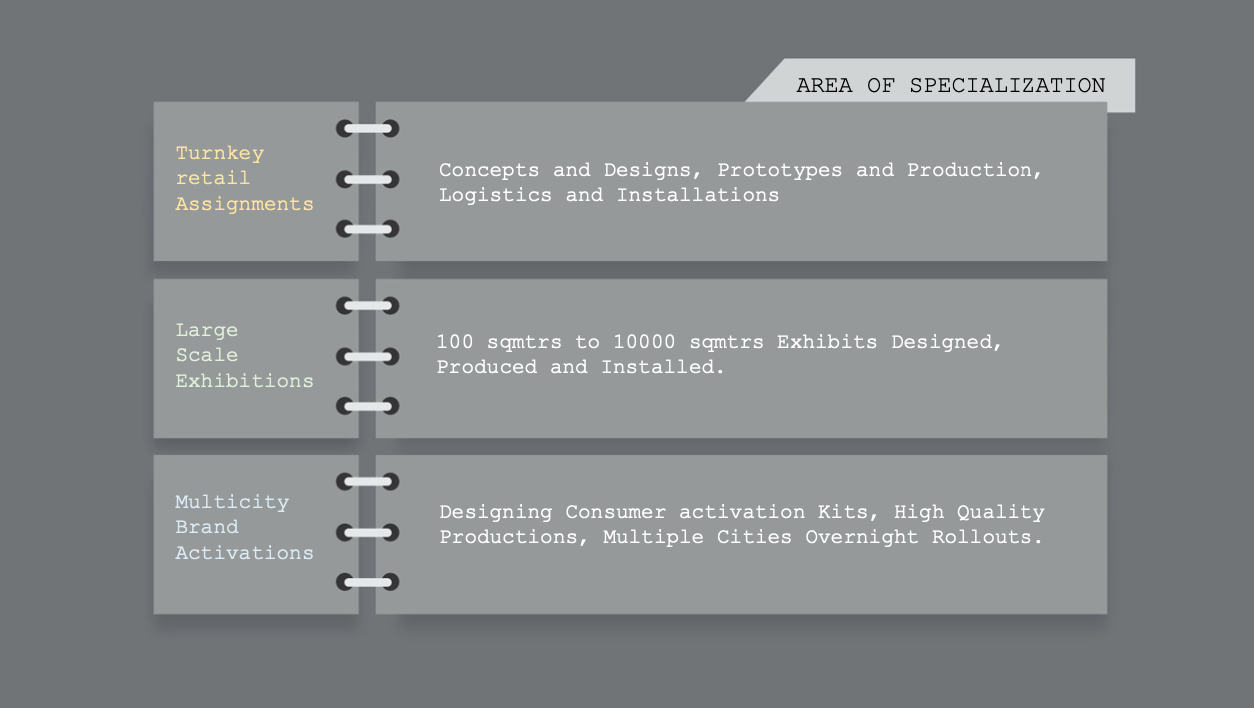 AREA OF SPECIALIZATION
Turnkey
retail
Assignments
Concepts and Designs, Prototypes and Production,
Logistics and Installations
Large
Scale
Exhibitions
100 sqmtrs to 10000 sqmtrs Exhibits Designed,
Produced and Installed.
Multicity
Brand
Activations
Designing Consumer activation Kits, High Quality
Productions, Multiple Cities Overnight Rollouts.